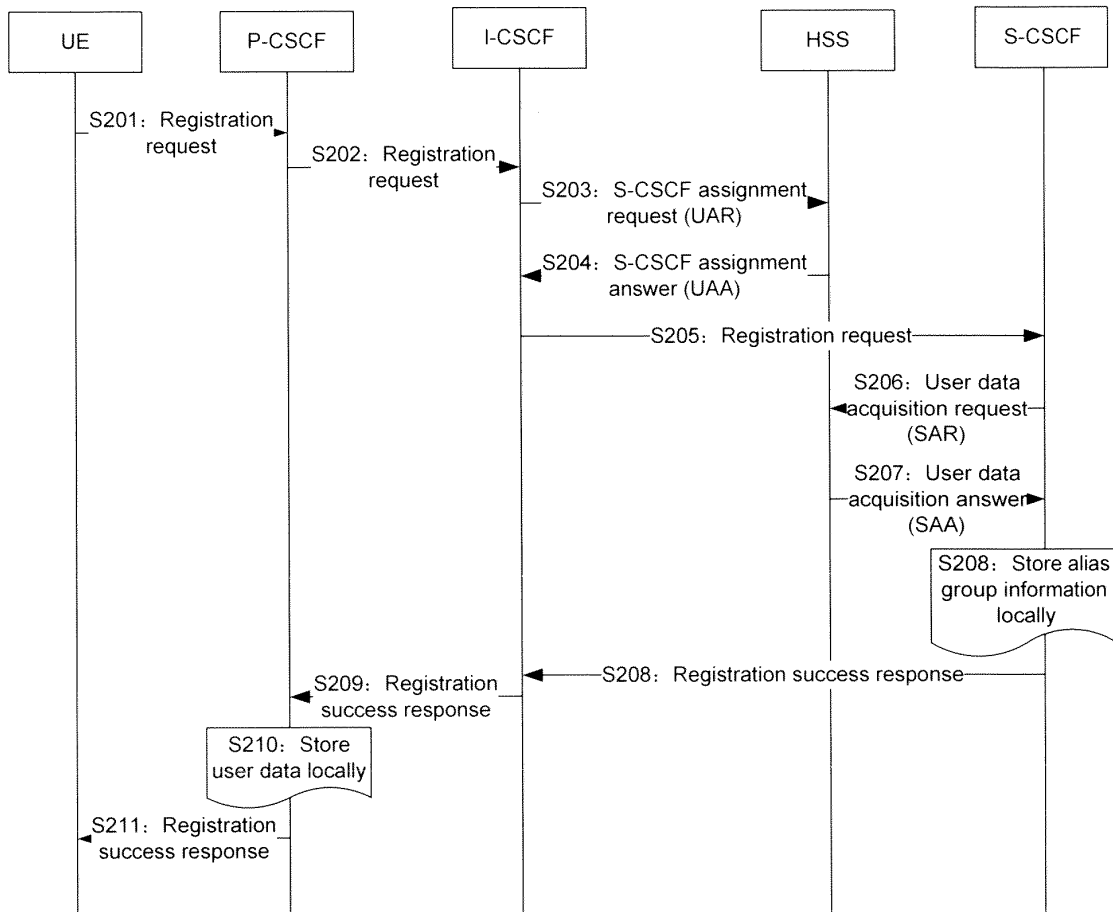 UE
P-CSCF
I-CSCF
HSS
S-CSCF
S201: Registration
request
S202: Registration
request
S203: S-CSCF assignment
request (UAR)
S204: S-CSCF assignment
answer (UAA)
S205: Registration request
S206: User data
acquisition request
(SAR)
S207: User data
acquisition answer
(SAA)
S208: Store alias
group information
locally
S208: Registration success response
S209: Registration
success response
S210: Store
user data locally
S211: Registration
success response